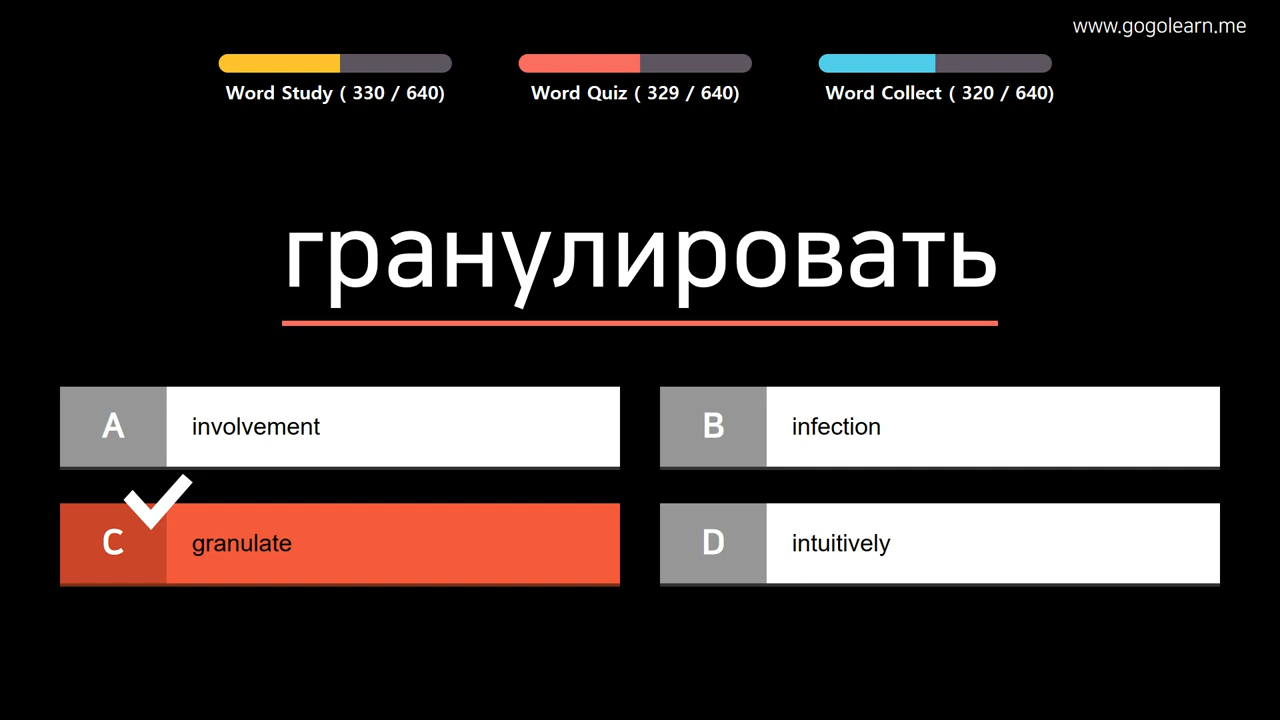 www.gogolearn.me
Word Study ( 330 / 640)
Word Quiz ( 329 / 640)
Word Collect ( 320 / 640)
гранулировать
A involvement
B infection
C granulate
D intuitively